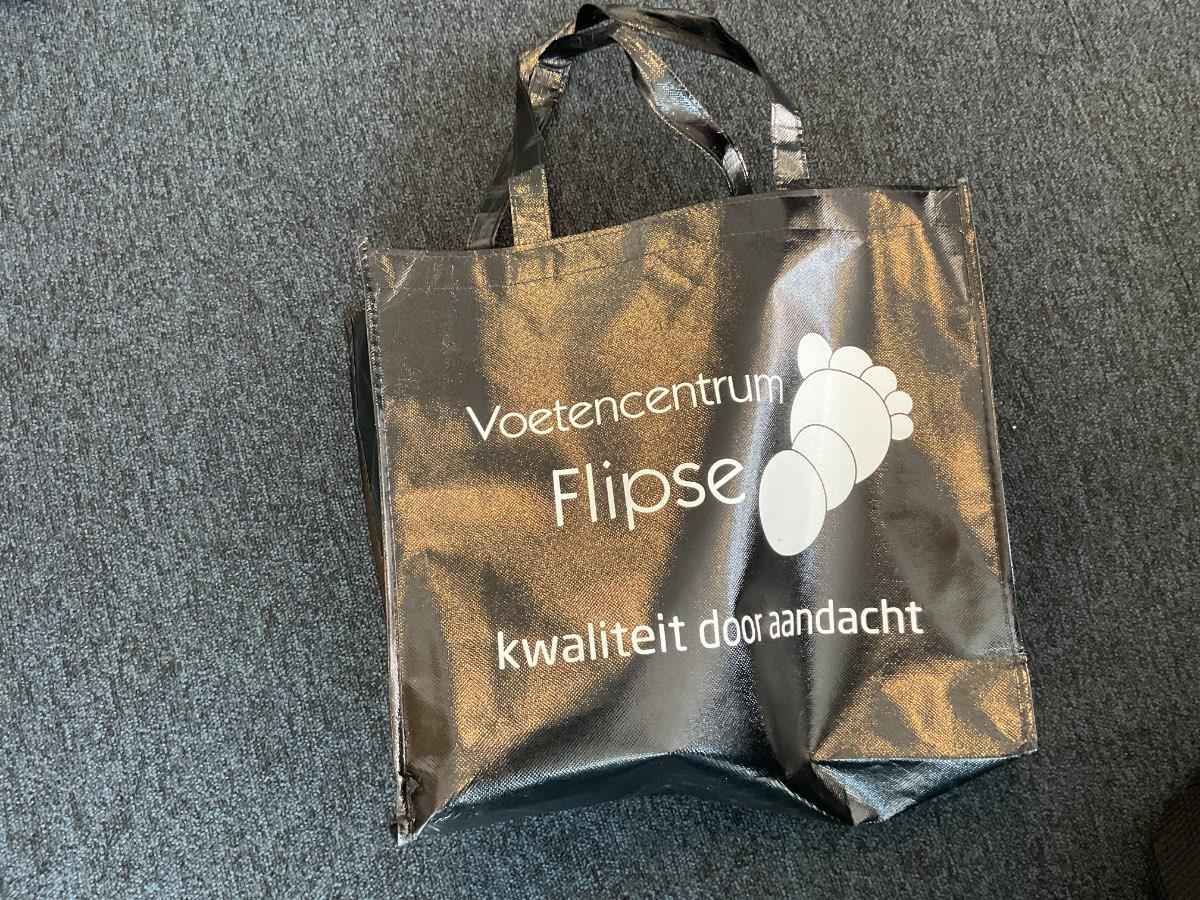 Voetencentrum
Flipse
kwaliteit door aandacht